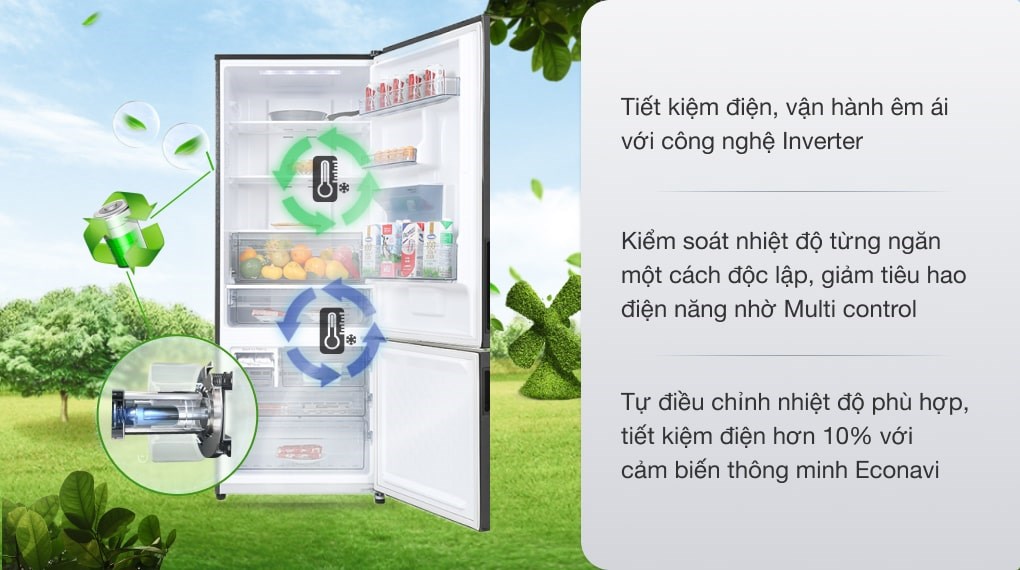 Tiết kiệm điện, vận hành êm ái
với công nghệ Inverter
Kiểm soát nhiệt độ từng ngăn
một cách độc lập, giảm tiêu hao
điện năng nhờ Multi control
Tự điều chỉnh nhiệt độ phù hợp,
tiết kiệm điện hơn 10% với
cảm biến thông minh Econavi